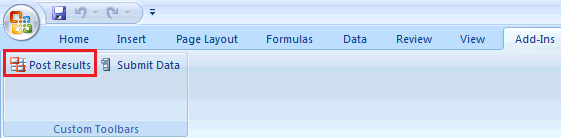 Home Insert Page Layout Formulas Data Review View Add-Ins
Post Results Submit Data
Custom Toolbars